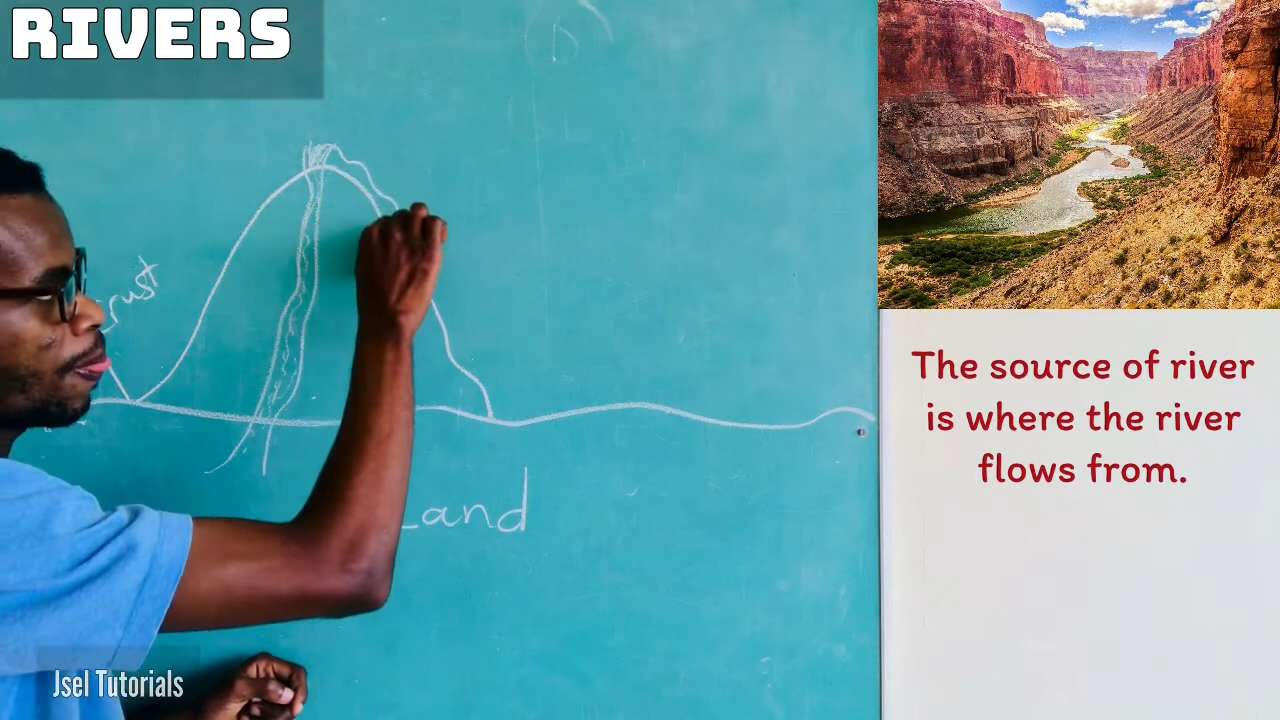 RIVERS
D
Land
The source of river
is where the river
flows from.
Jsel Tutorials